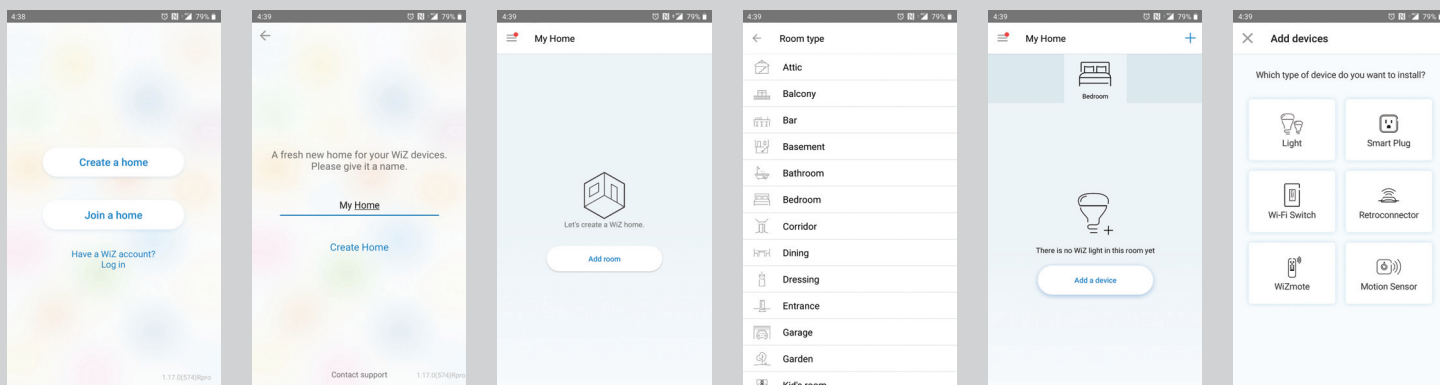 4:38
79%
Create a home
Join a home
Have a WiZ account?
Log in
1.17.0(574)Rpro
4:39
79%
A fresh new home for your WiZ devices.
Please give it a name.
My Home
Create Home
Contact support
1.17.0(574)Rpro
4:39
79%
My Home
Let's create a WiZ home.
Add room
4:39
79%
Room type
Attic
Balcony
Bar
Basement
Bathroom
Bedroom
Corridor
Dining
Dressing
Entrance
Garage
Garden
Kid's room
4:39
79%
My Home
Bedroom
There is no WiZ light in this room yet
Add a device
4:39
79%
Add devices
Which type of device do you want to install?
Light
Smart Plug
Wi-Fi Switch
Retroconnector
WiZmote
Motion Sensor